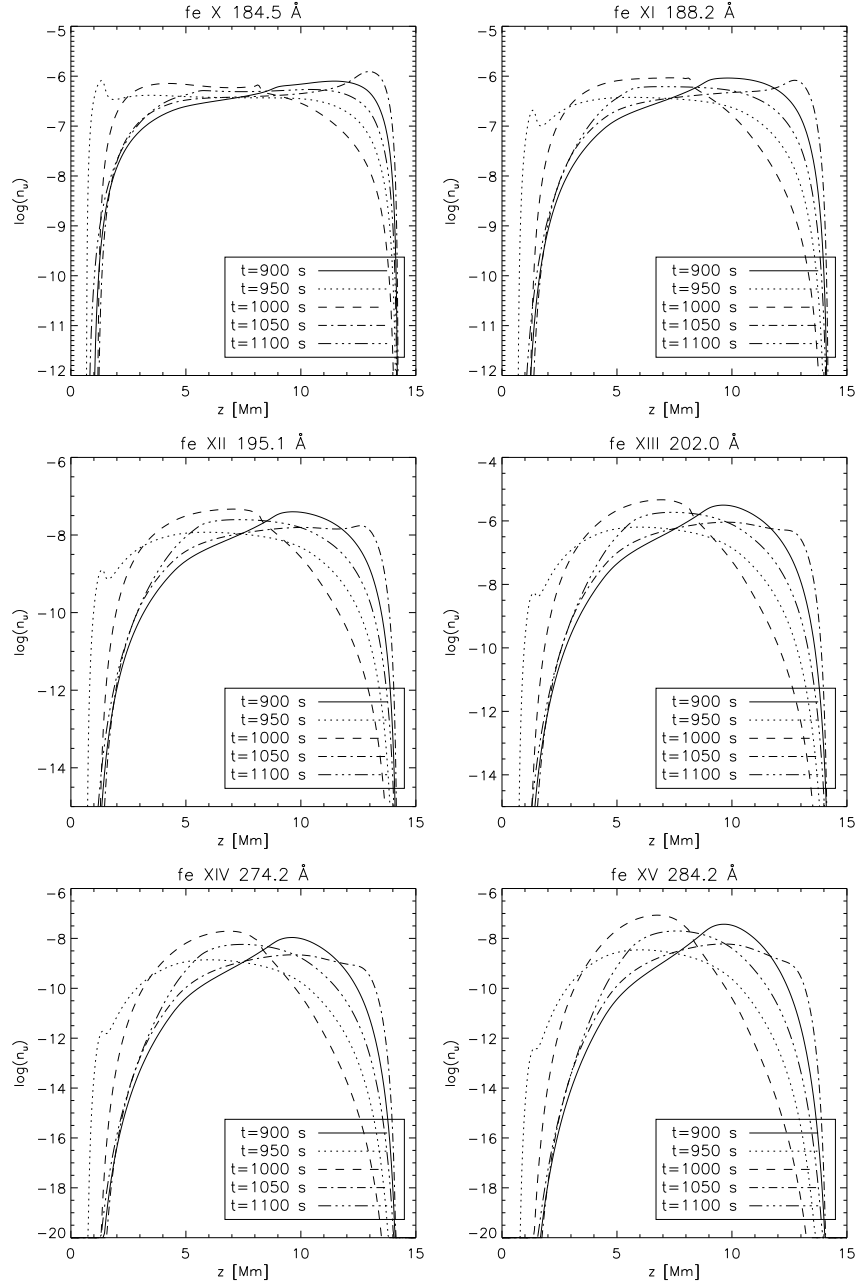 fe X 184.5 Å
fe XI 188.2 Å
-5
-6
-7
-8
-9
-10
-11
-12
log(nᵤ)
t=900 s
t=950 s
t=1000 s
t=1050 s
t=1100 s
0 5 10 15
z [Mm]
-5
-6
-7
-8
-9
-10
-11
-12
log(nᵤ)
t=900 s
t=950 s
t=1000 s
t=1050 s
t=1100 s
0 5 10 15
z [Mm]
fe XII 195.1 Å
fe XIII 202.0 Å
-6
-8
-10
-12
-14
log(nᵤ)
t=900 s
t=950 s
t=1000 s
t=1050 s
t=1100 s
0 5 10 15
z [Mm]
-4
-6
-8
-10
-12
-14
log(nᵤ)
t=900 s
t=950 s
t=1000 s
t=1050 s
t=1100 s
0 5 10 15
z [Mm]
fe XIV 274.2 Å
fe XV 284.2 Å
-6
-8
-10
-12
-14
-16
-18
-20
log(nᵤ)
t=900 s
t=950 s
t=1000 s
t=1050 s
t=1100 s
0 5 10 15
z [Mm]
-6
-8
-10
-12
-14
-16
-18
-20
log(nᵤ)
t=900 s
t=950 s
t=1000 s
t=1050 s
t=1100 s
0 5 10 15
z [Mm]